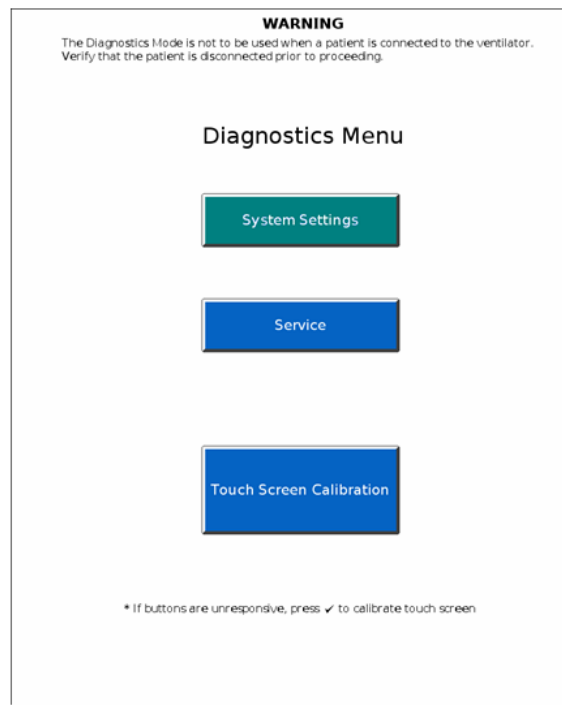 WARNING
The Diagnostics Mode is not to be used when a patient is connected to the ventilator.
Verify that the patient is disconnected prior to proceeding.
Diagnostics Menu
System Settings
Service
Touch Screen Calibration
* If buttons are unresponsive, press ✓ to calibrate touch screen